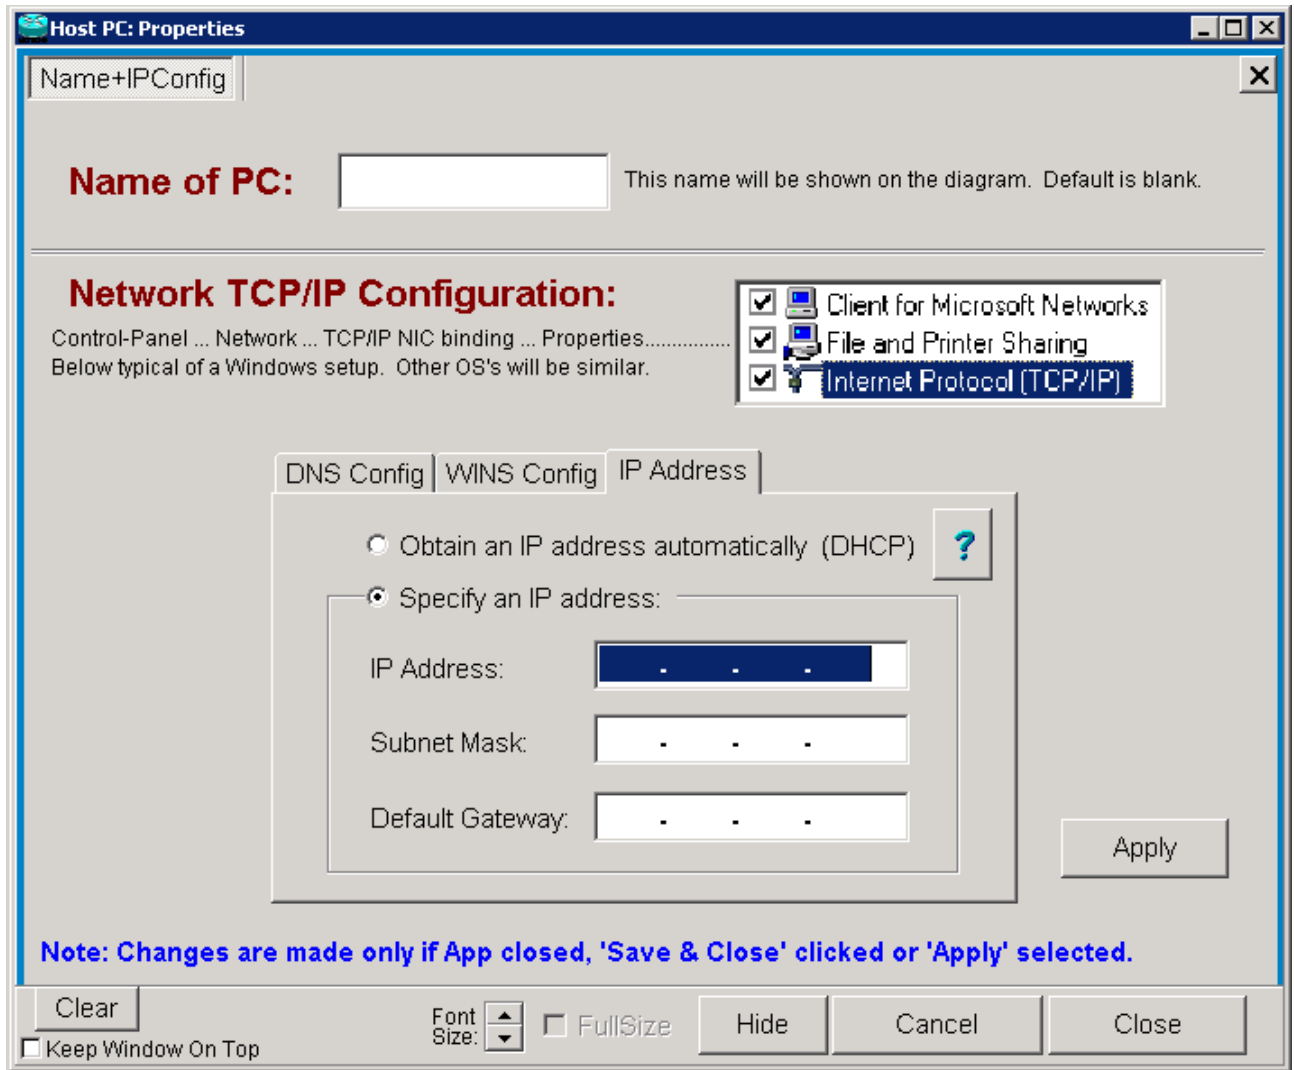 Host PC: Properties
Name+IPConfig
Name of PC:
This name will be shown on the diagram.  Default is blank.
Network TCP/IP Configuration:
Control-Panel ... Network ... TCP/IP NIC binding ... Properties................
Below typical of a Windows setup.  Other OS's will be similar.
Client for Microsoft Networks
File and Printer Sharing
Internet Protocol (TCP/IP)
DNS Config
WINS Config
IP Address
Obtain an IP address automatically  (DHCP)
?
Specify an IP address:
IP Address:
. . .
Subnet Mask:
. . .
Default Gateway:
. . .
Apply
Note: Changes are made only if App closed, 'Save & Close' clicked or 'Apply' selected.
Clear
Keep Window On Top
Font
Size:
FullSize
Hide
Cancel
Close